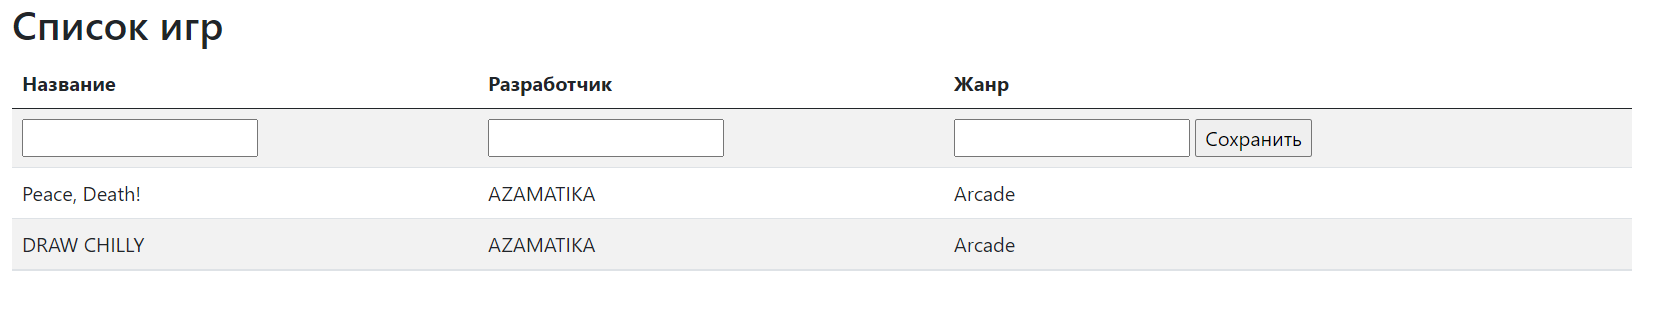 Список игр
Название Разработчик Жанр
Сохранить
Peace, Death! AZAMATIKA Arcade
DRAW CHILLY AZAMATIKA Arcade